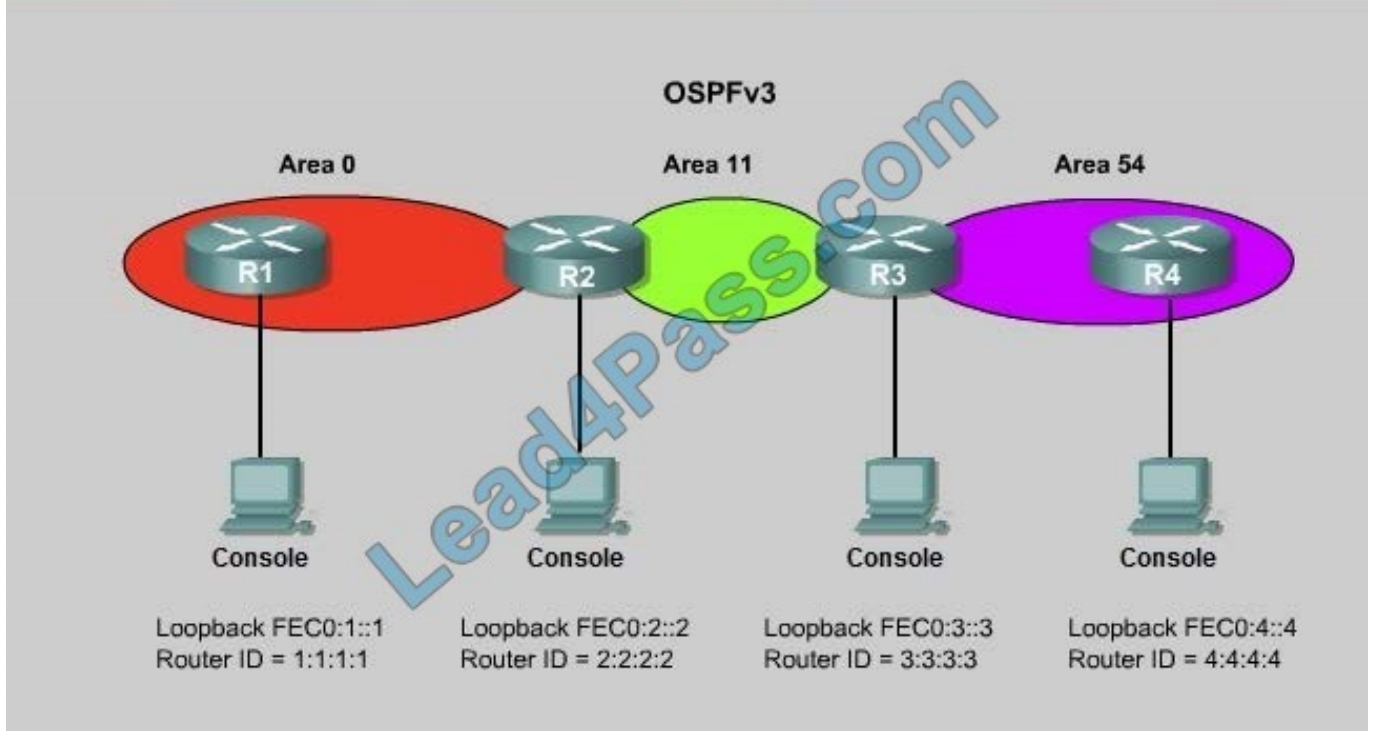 OSPFv3
Area 0
Area 11
Area 54
R1
R2
R3
R4
Console
Console
Console
Console
Loopback FEC0:1::1
Router ID = 1:1:1:1
Loopback FEC0:2::2
Router ID = 2:2:2:2
Loopback FEC0:3::3
Router ID = 3:3:3:3
Loopback FEC0:4::4
Router ID = 4:4:4:4
Lead4Pass.com